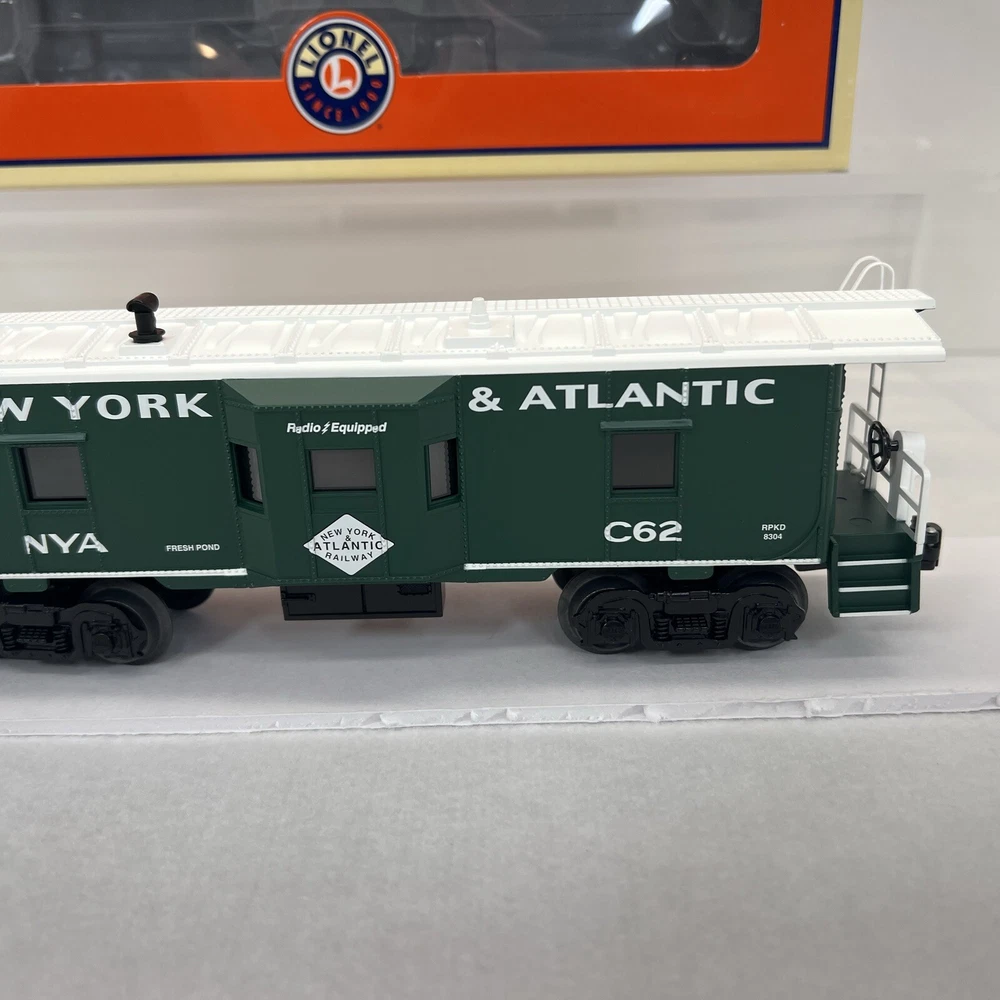 LIONEL
L
SINCE 1900
W YORK & ATLANTIC
Radio Equipped
NYA
FRESH POND
NEW YORK
&
ATLANTIC
RAILWAY
C62
RPKD
8304